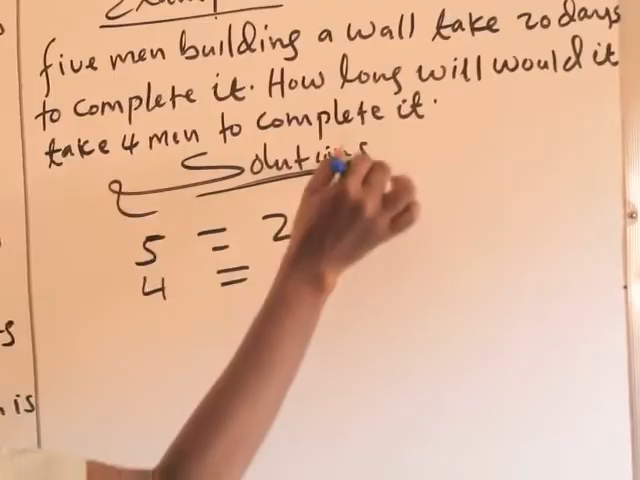 five men building a wall take 20 days
to complete it. How long will would it
take 4 men to complete it.
5 = 2
4 =
is